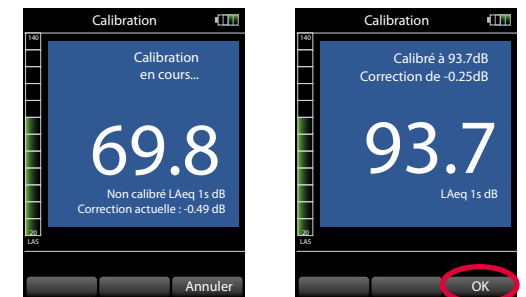 Calibration
140
Calibration
en cours...
69.8
Non calibré LAeq 1s dB
Correction actuelle : -0.49 dB
20
LAS
Annuler
Calibration
140
Calibré à 93.7dB
Correction de -0.25dB
93.7
LAeq 1s dB
20
LAS
OK